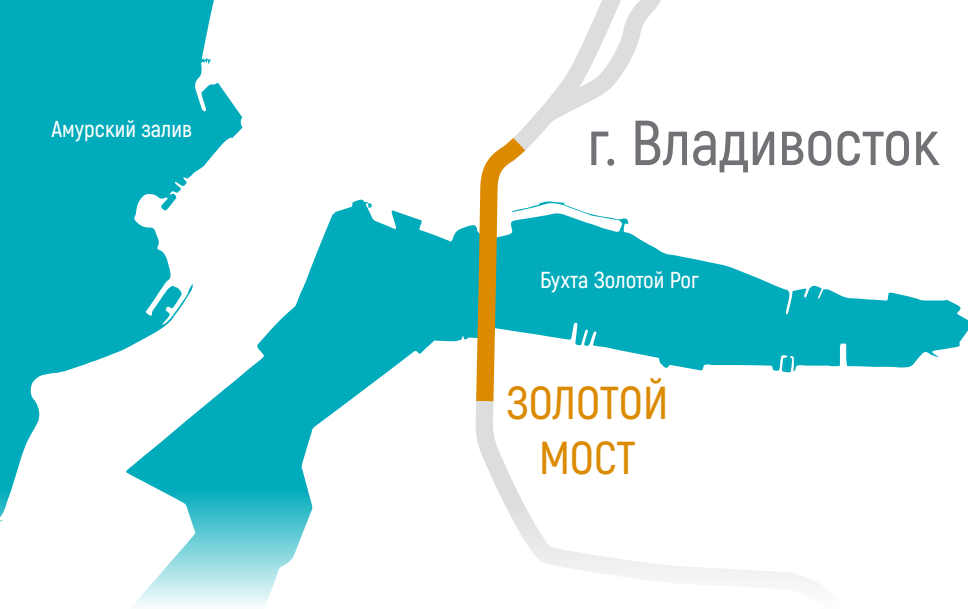 Амурский залив
г. Владивосток
Бухта Золотой Рог
ЗОЛОТОЙ
МОСТ